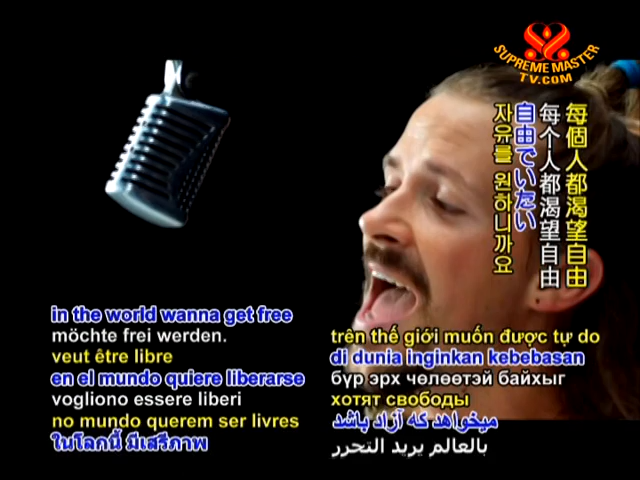 SUPREME MASTER
TV.COM
每個人都渴望自由
每个人都渴望自由
自由でいたい
자유를 원하니까요
in the world wanna get free
möchte frei werden.
veut être libre
en el mundo quiere liberarse
vogliono essere liberi
no mundo querem ser livres
ในโลกนี้ มีเสรีภาพ
trên thế giới muốn được tự do
di dunia inginkan kebebasan
бүр эрх чөлөөтэй байхыг
хотят свободы
میخواهد که آزاد باشد
بالعالم يريد التحرر